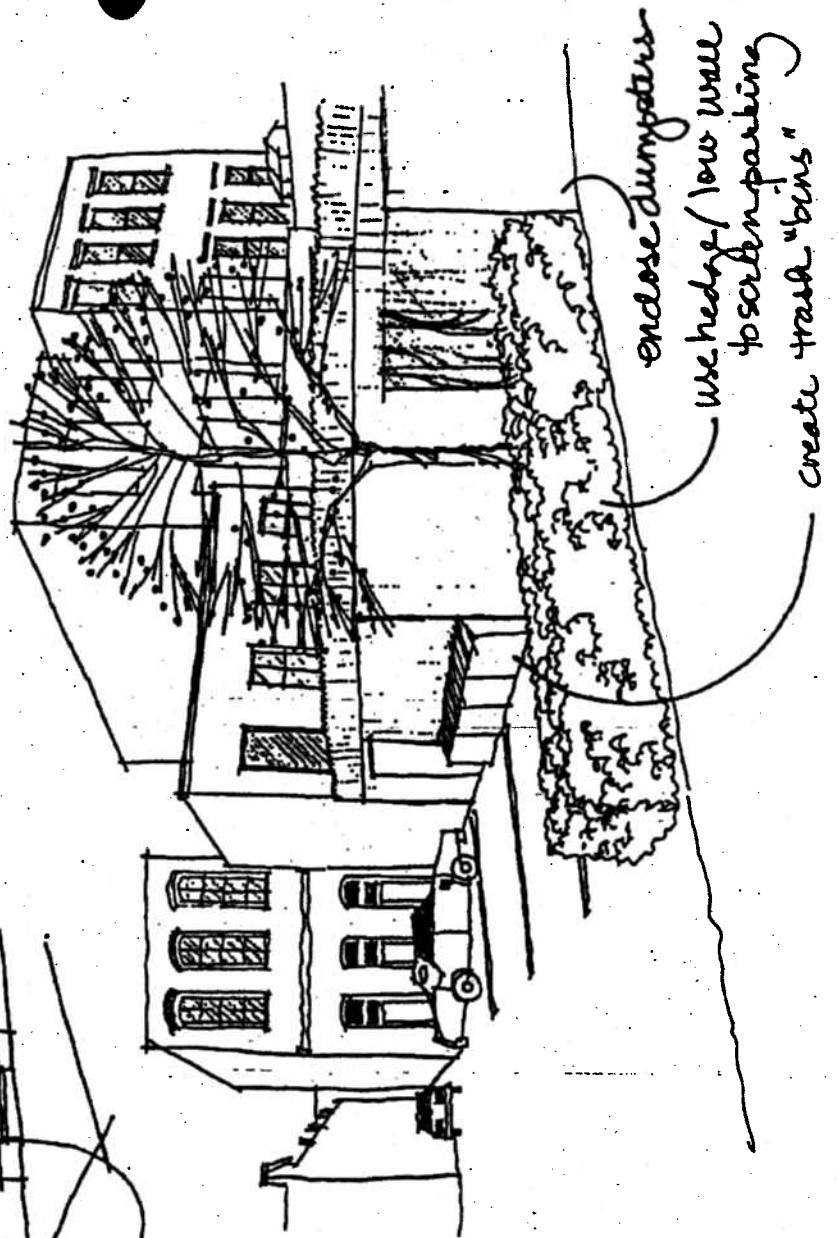 enclose dumpsters
use hedge/low wall
to screen parking
create trash "bins"